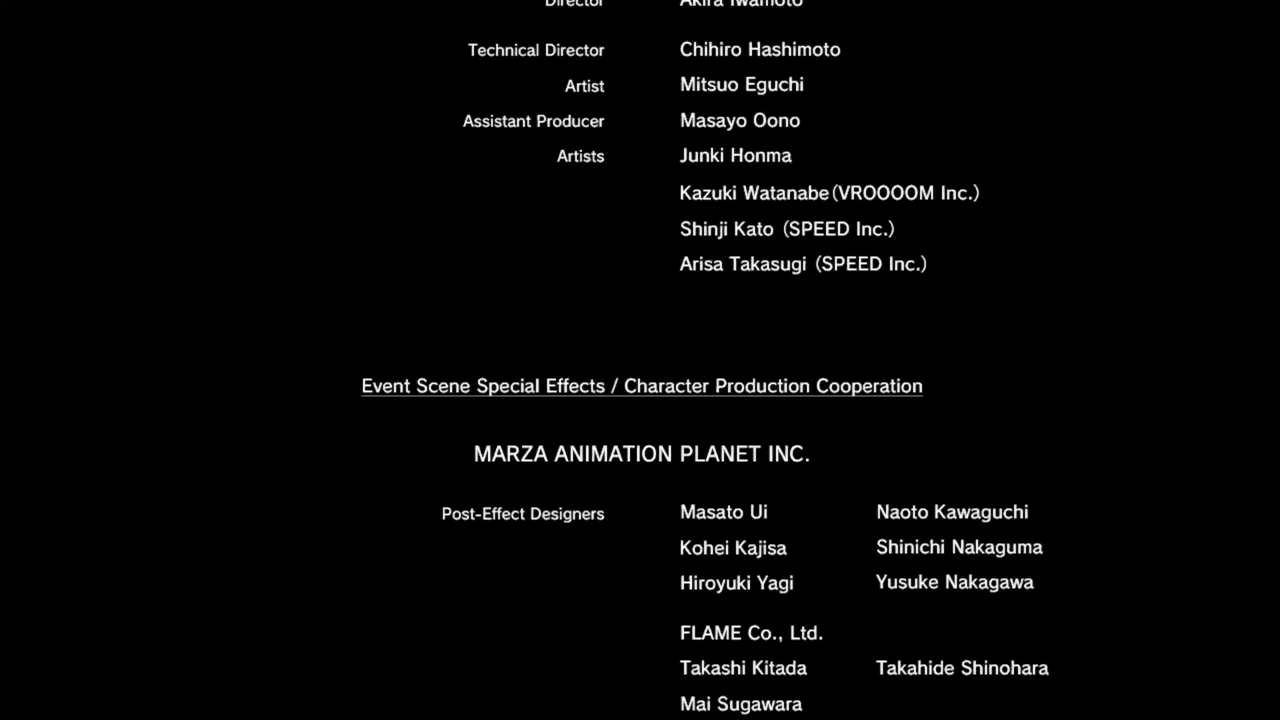 Director Akira Iwamoto
Technical Director Chihiro Hashimoto
Artist Mitsuo Eguchi
Assistant Producer Masayo Oono
Artists Junki Honma
Kazuki Watanabe(VROOOOM Inc.)
Shinji Kato (SPEED Inc.)
Arisa Takasugi (SPEED Inc.)
Event Scene Special Effects / Character Production Cooperation
MARZA ANIMATION PLANET INC.
Post-Effect Designers Masato Ui Naoto Kawaguchi
Kohei Kajisa Shinichi Nakaguma
Hiroyuki Yagi Yusuke Nakagawa
FLAME Co., Ltd.
Takashi Kitada Takahide Shinohara
Mai Sugawara